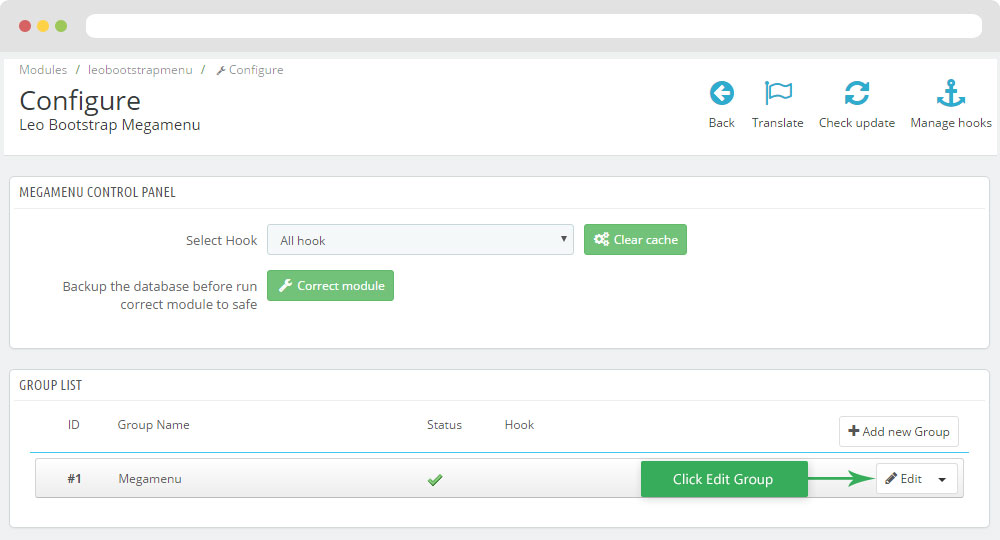 Modules / leobootstrapmenu / Configure
Configure
Leo Bootstrap Megamenu
Back Translate Check update Manage hooks
MEGAMENU CONTROL PANEL
Select Hook All hook Clear cache
Backup the database before run Correct module
correct module to safe
GROUP LIST
ID Group Name Status Hook Add new Group
#1 Megamenu Click Edit Group Edit